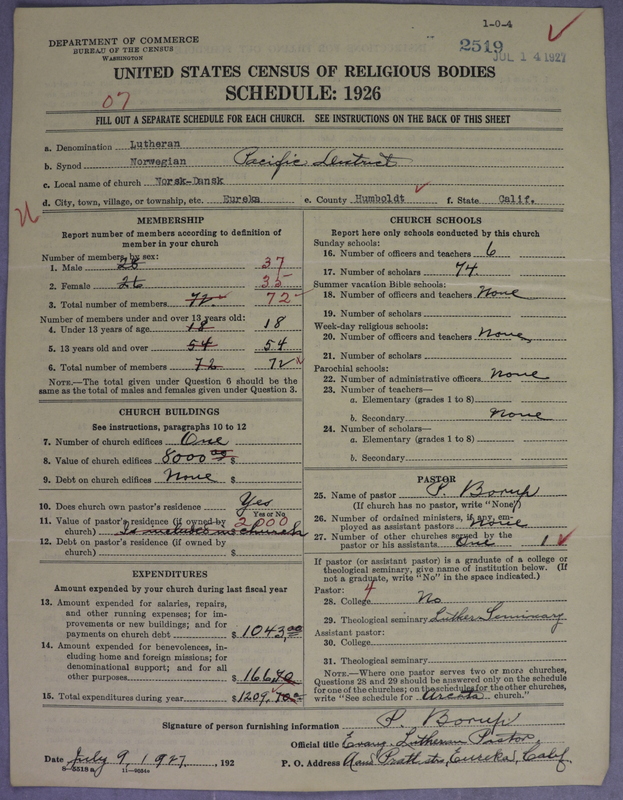 1-0-4
DEPARTMENT OF COMMERCE
BUREAU OF THE CENSUS
WASHINGTON
2519
JUL 14 1927
UNITED STATES CENSUS OF RELIGIOUS BODIES
SCHEDULE: 1926
07
FILL OUT A SEPARATE SCHEDULE FOR EACH CHURCH. SEE INSTRUCTIONS ON THE BACK OF THIS SHEET
a. Denomination Lutheran
b. Synod Norwegian Pacific District
c. Local name of church Norsk-Dansk
d. City, town, village, or township, etc. Eureka e. County Humboldt f. State Calif.
MEMBERSHIP
Report number of members according to definition of
member in your church
Number of members by sex:
1. Male 37
2. Female 26 35
3. Total number of members 72 72
Number of members under and over 13 years old:
4. Under 13 years of age 18 18
5. 13 years old and over 54 54
6. Total number of members 72 72
NOTE.—The total given under Question 6 should be the
same as the total of males and females given under Question 3.
CHURCH BUILDINGS
See instructions, paragraphs 10 to 12
7. Number of church edifices One
8. Value of church edifices 8000 00 $
9. Debt on church edifices None $
10. Does church own pastor's residence? Yes
Yes or No
11. Value of pastor's residence (if owned by
church) 2000 Is included in church
12. Debt on pastor's residence (if owned by
church) $
EXPENDITURES
Amount expended by your church during last fiscal year
13. Amount expended for salaries, repairs,
and other running expenses; for im-
provements or new buildings; and for
payments on church debt $ 1043,00
14. Amount expended for benevolences, in-
cluding home and foreign missions; for
denominational support; and for all
other purposes $ 166.70
15. Total expenditures during year $ 1209.70
CHURCH SCHOOLS
Report here only schools conducted by this church
Sunday schools:
16. Number of officers and teachers 6
17. Number of scholars 74
Summer vacation Bible schools:
18. Number of officers and teachers None
19. Number of scholars
Week-day religious schools:
20. Number of officers and teachers None
21. Number of scholars
Parochial schools:
22. Number of administrative officers None
23. Number of teachers—
a. Elementary (grades 1 to 8)
b. Secondary None
24. Number of scholars—
a. Elementary (grades 1 to 8)
b. Secondary
PASTOR
25. Name of pastor P. Borup
(If church has no pastor, write "None")
26. Number of ordained ministers, if any, em-
ployed as assistant pastors None
27. Number of other churches served by the
pastor or his assistants One 1
If pastor (or assistant pastor) is a graduate of a college or
theological seminary, give name of institution below. (If
not a graduate, write "No" in the space indicated.)
Pastor: 4
28. College No
29. Theological seminary Luther Seminary
Assistant pastor:
30. College
31. Theological seminary
NOTE.—Where one pastor serves two or more churches,
Questions 28 and 29 should be answered only on the schedule
for one of the churches; on the schedules for the other churches,
write "See schedule for Arcata church."
Signature of person furnishing information P. Borup
Official title Evang. Lutheran Pastor
Date July 9, 1927, 192 P. O. Address Eureka, Calif.
8-5518a 11-9584